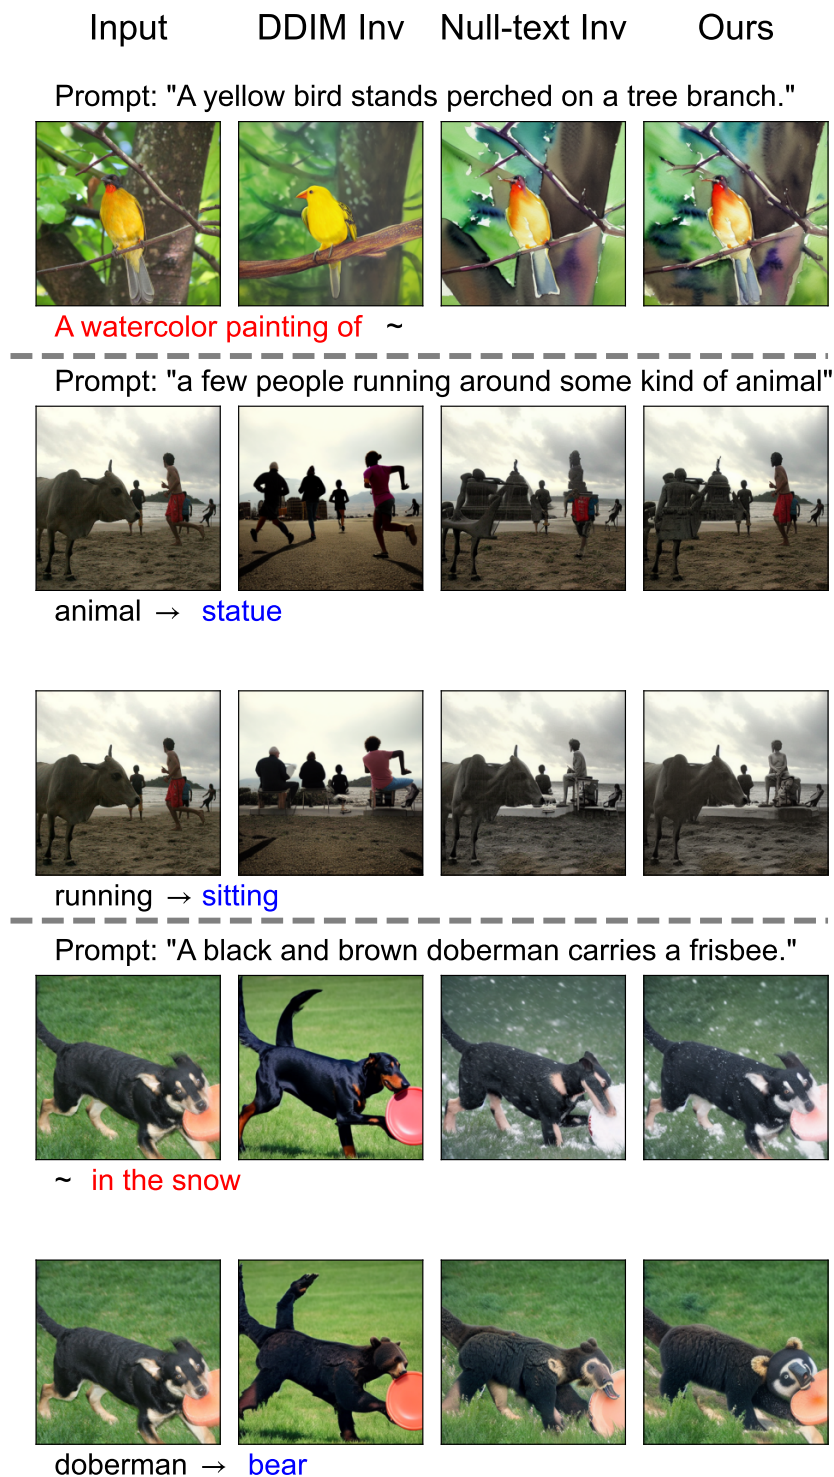 Input DDIM Inv Null-text Inv Ours
Prompt: "A yellow bird stands perched on a tree branch."
A watercolor painting of ~
Prompt: "a few people running around some kind of animal"
animal → statue
running → sitting
Prompt: "A black and brown doberman carries a frisbee."
~ in the snow
doberman → bear